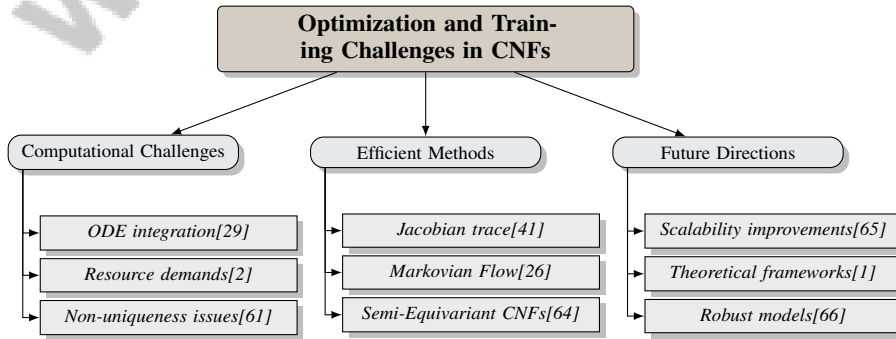 Optimization and Train-
ing Challenges in CNFs
Computational Challenges
Efficient Methods
Future Directions
ODE integration[29]
Jacobian trace[41]
Scalability improvements[65]
Resource demands[2]
Markovian Flow[26]
Theoretical frameworks[1]
Non-uniqueness issues[61]
Semi-Equivariant CNFs[64]
Robust models[66]